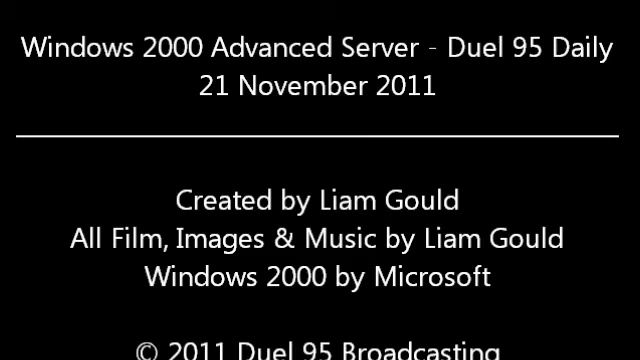 Windows 2000 Advanced Server - Duel 95 Daily
21 November 2011
Created by Liam Gould
All Film, Images & Music by Liam Gould
Windows 2000 by Microsoft
© 2011 Duel 95 Broadcasting